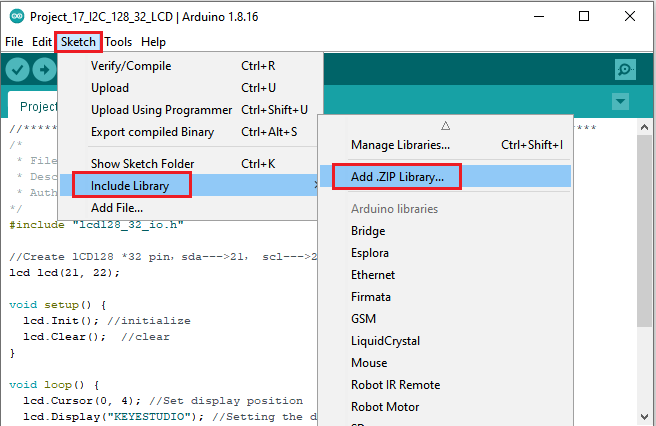 Project_17_I2C_128_32_LCD | Arduino 1.8.16
File Edit Sketch Tools Help
Verify/Compile Ctrl+R
Upload Ctrl+U
Upload Using Programmer Ctrl+Shift+U
Export compiled Binary Ctrl+Alt+S
Show Sketch Folder Ctrl+K
Include Library
Add File...
Manage Libraries... Ctrl+Shift+I
Add .ZIP Library...
Arduino libraries
Bridge
Esplora
Ethernet
Firmata
GSM
LiquidCrystal
Mouse
Robot IR Remote
Robot Motor
Project
//****
/*
* File
* Desc
* Auth
*/
#include "lcd128_32_io.h"
//Create lCD128 *32 pin, sda--->21, scl--->2
lcd lcd(21, 22);
void setup() {
lcd.Init(); //initialize
lcd.Clear(); //clear
}
void loop() {
lcd.Cursor(0, 4); //Set display position
lcd.Display("KEYESTUDIO"); //Setting the d